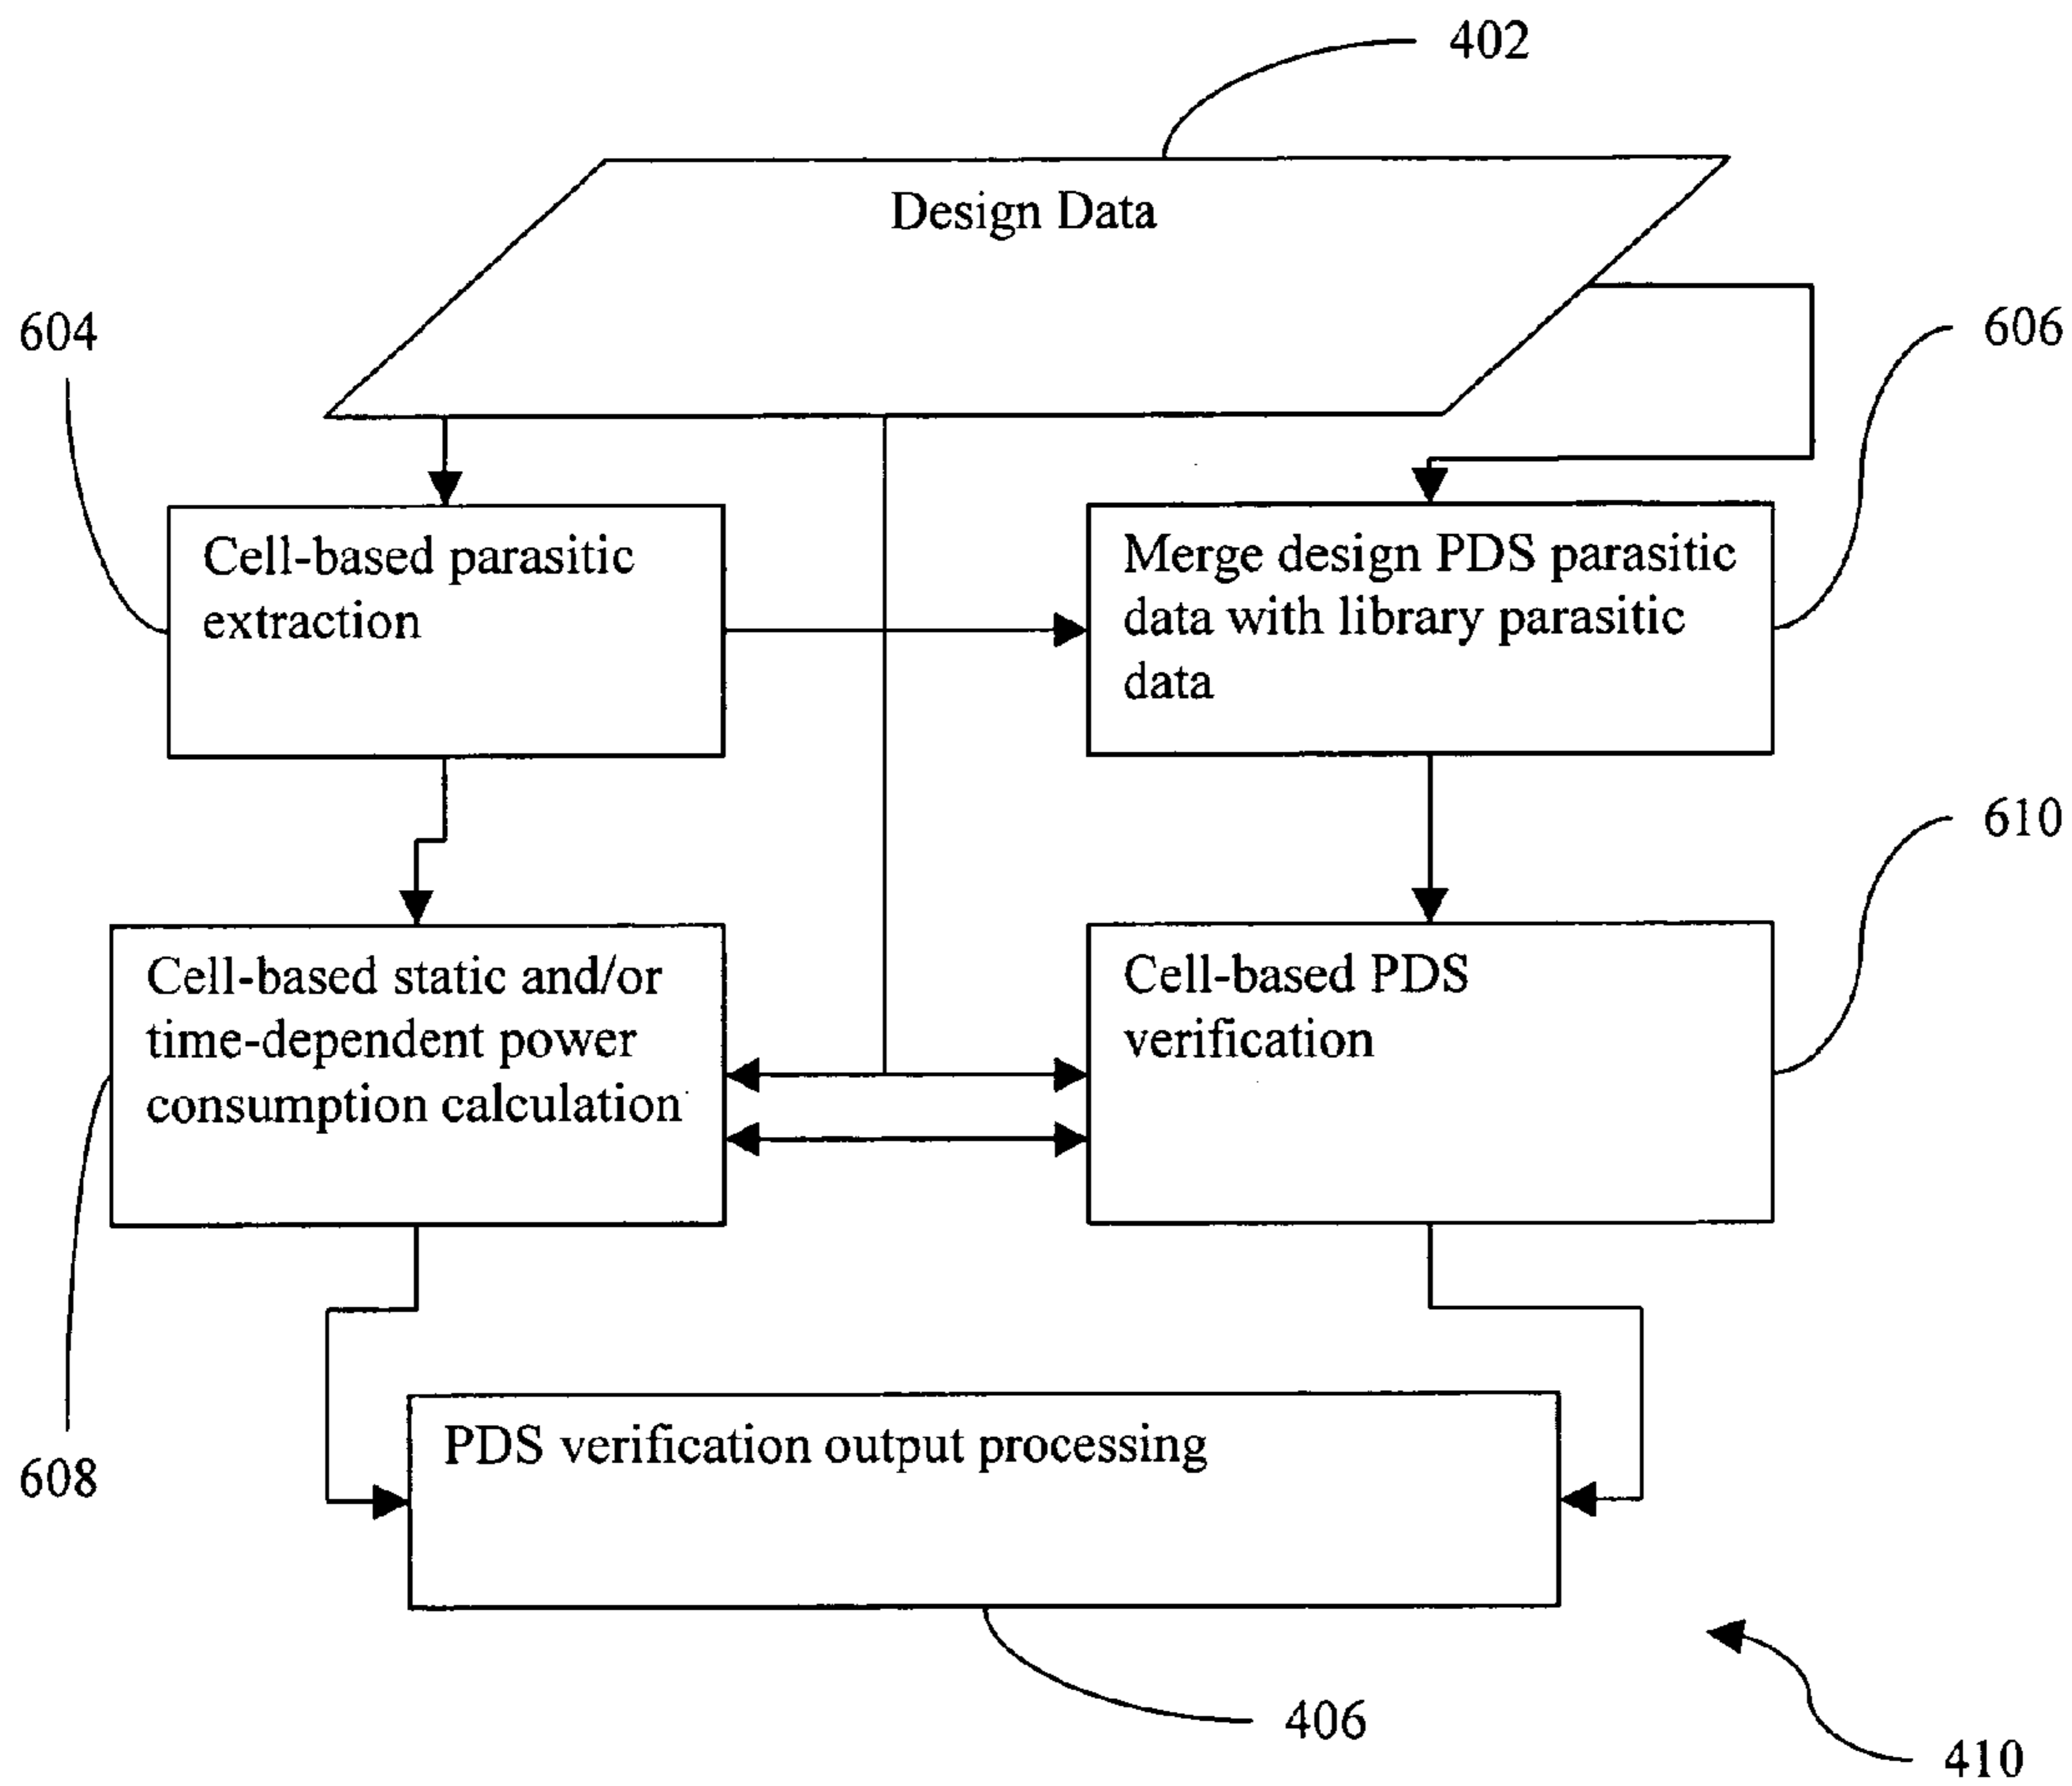 402
Design Data
604
606
Cell-based parasitic
extraction
Merge design PDS parasitic
data with library parasitic
data
610
Cell-based static and/or
time-dependent power
consumption calculation
Cell-based PDS
verification
608
PDS verification output processing
406
410